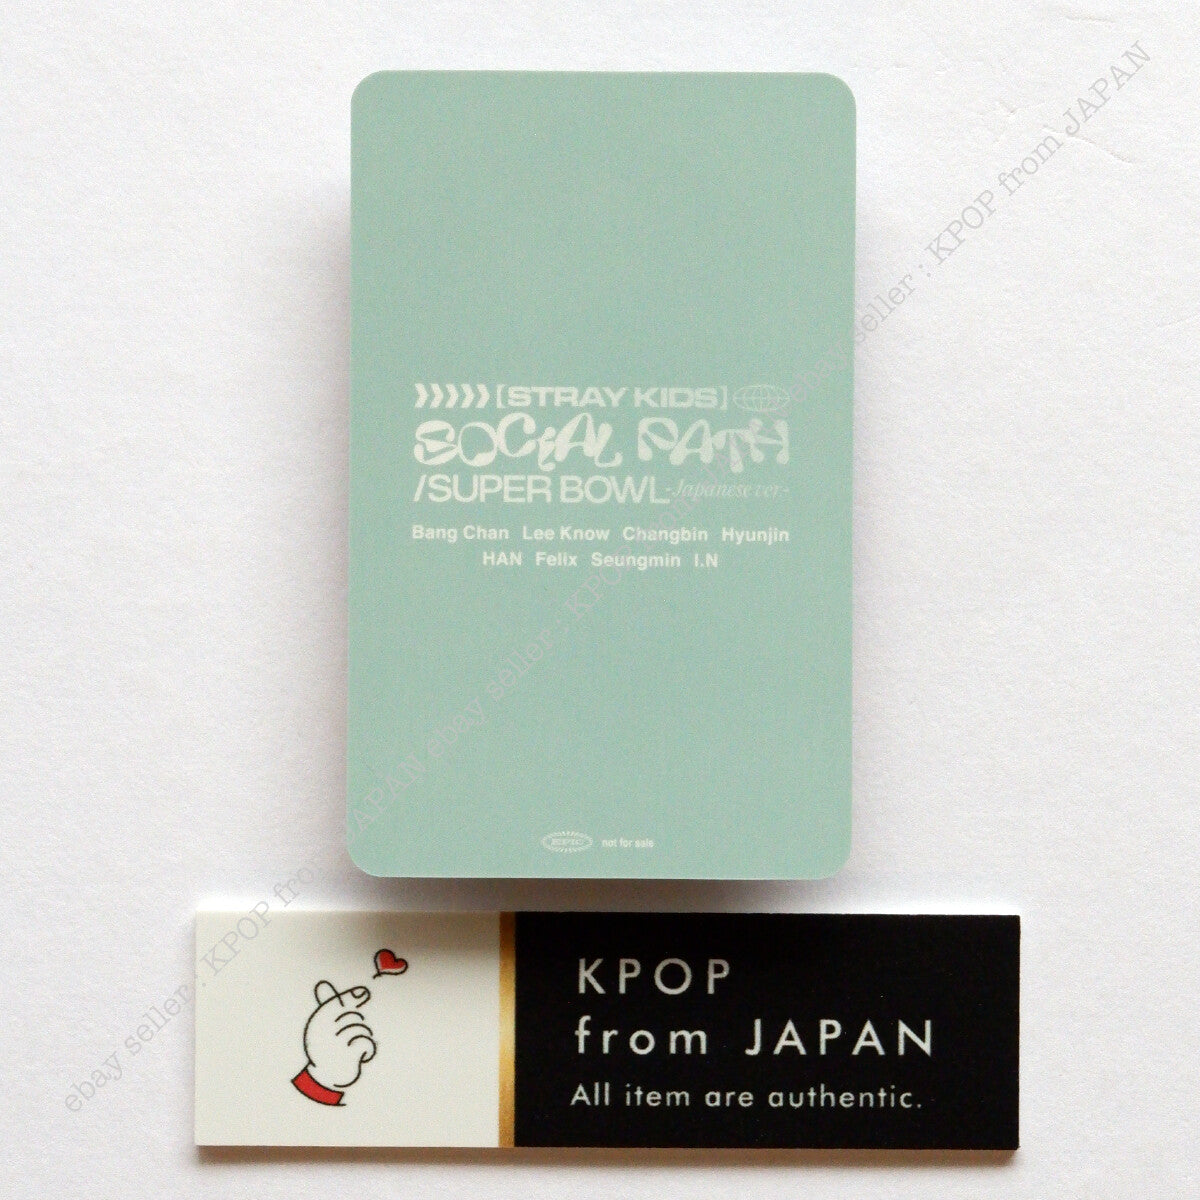 ❯❯❯❯❯❯[STRAY KIDS]
SOCIAL PATH
/SUPER BOWL-Japanese ver.-
Bang Chan Lee Know Changbin Hyunjin
HAN Felix Seungmin I.N
EPIC not for sale
KPOP
from JAPAN
All item are authentic.
ebay seller : KPOP from JAPAN ebay seller : KPOP from JAPAN ebay seller : KPOP from JAPAN